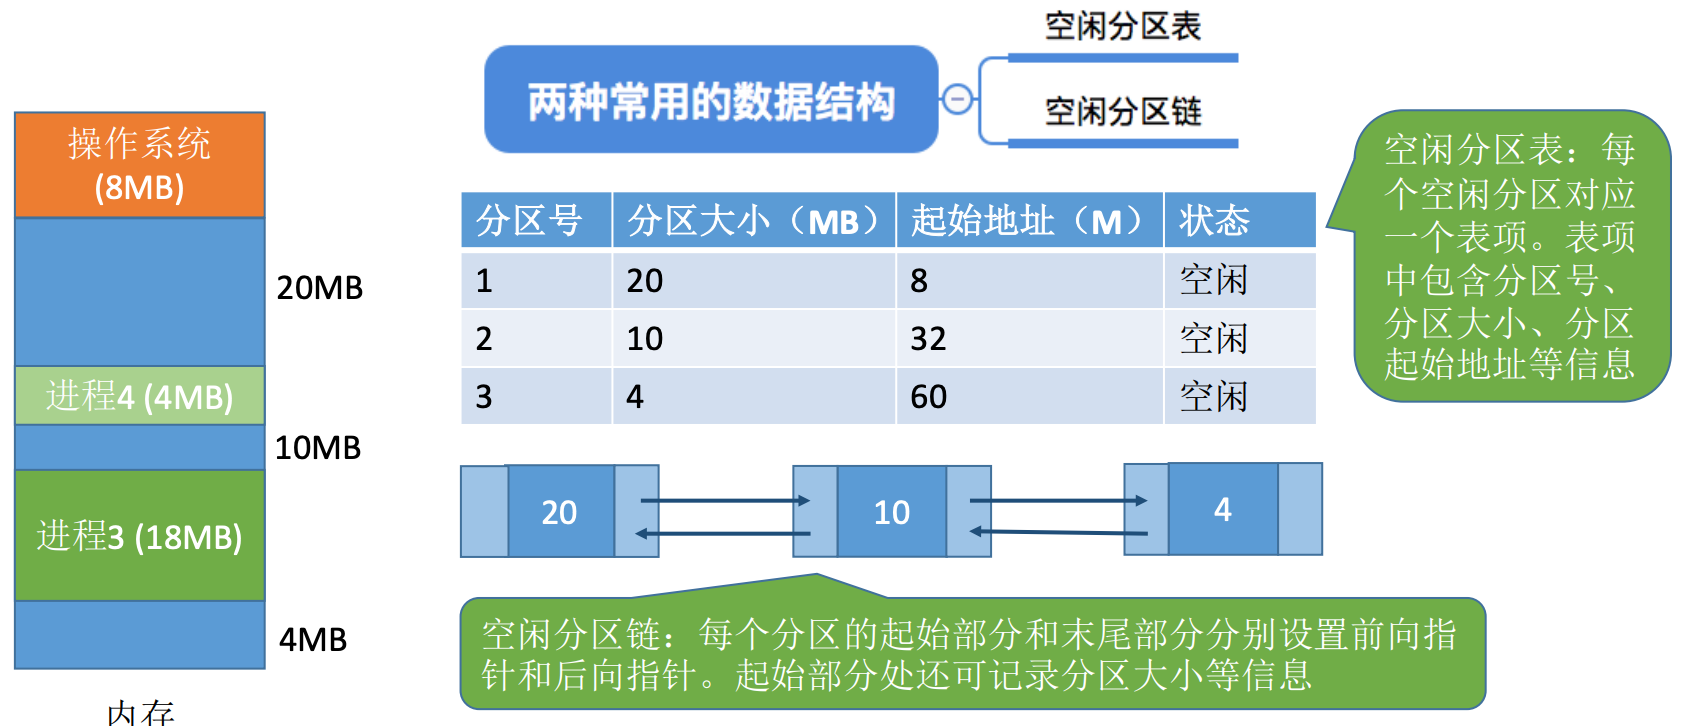 两种常用的数据结构
空闲分区表
空闲分区链
操作系统
(8MB)
20MB
进程4 (4MB)
10MB
进程3 (18MB)
4MB
内存
分区号 分区大小（MB） 起始地址（M） 状态
1 20 8 空闲
2 10 32 空闲
3 4 60 空闲
空闲分区表：每
个空闲分区对应
一个表项。表项
中包含分区号、
分区大小、分区
起始地址等信息
20 10 4
空闲分区链：每个分区的起始部分和末尾部分分别设置前向指
针和后向指针。起始部分处还可记录分区大小等信息